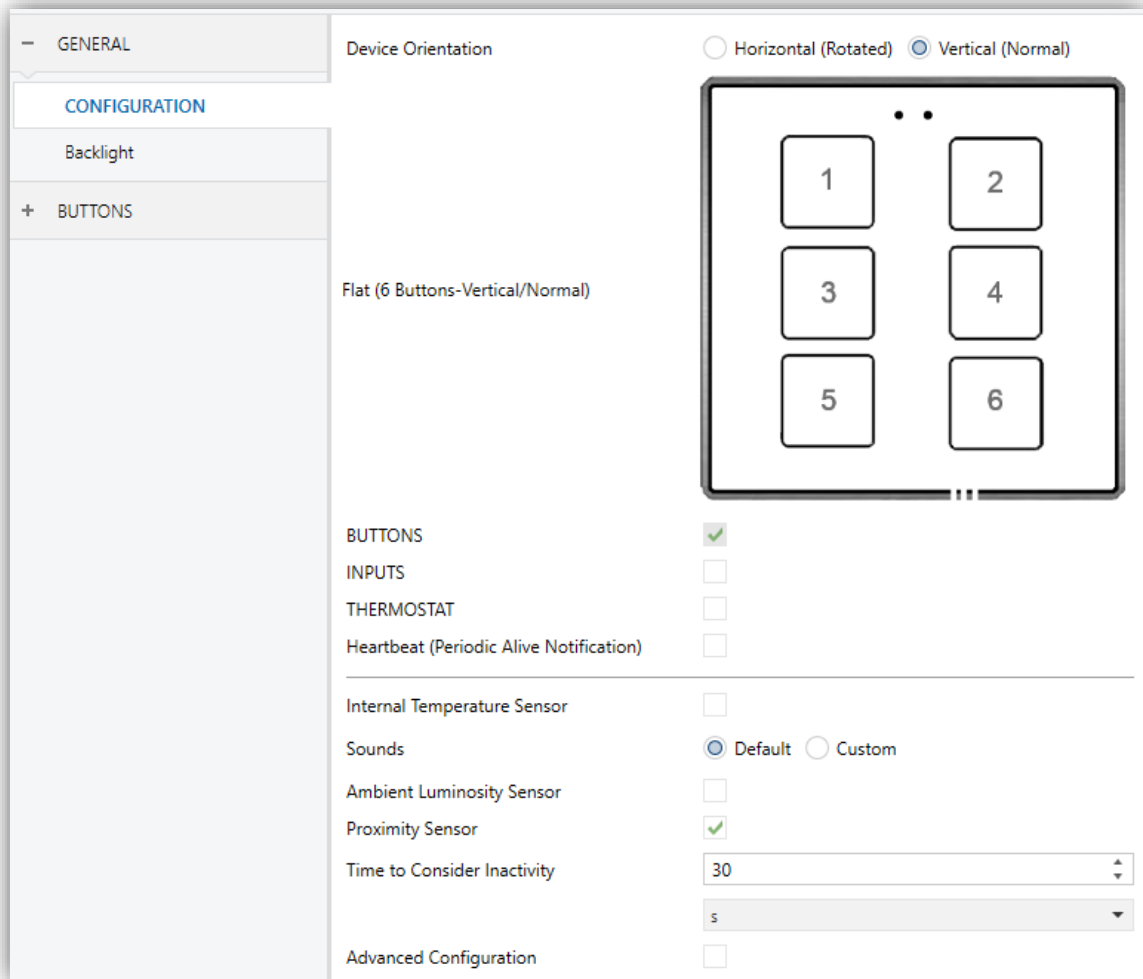 GENERAL
CONFIGURATION
Backlight
BUTTONS
Device Orientation Horizontal (Rotated) Vertical (Normal)
Flat (6 Buttons-Vertical/Normal)
1 2
3 4
5 6
BUTTONS
INPUTS
THERMOSTAT
Heartbeat (Periodic Alive Notification)
Internal Temperature Sensor
Sounds Default Custom
Ambient Luminosity Sensor
Proximity Sensor
Time to Consider Inactivity 30
s
Advanced Configuration